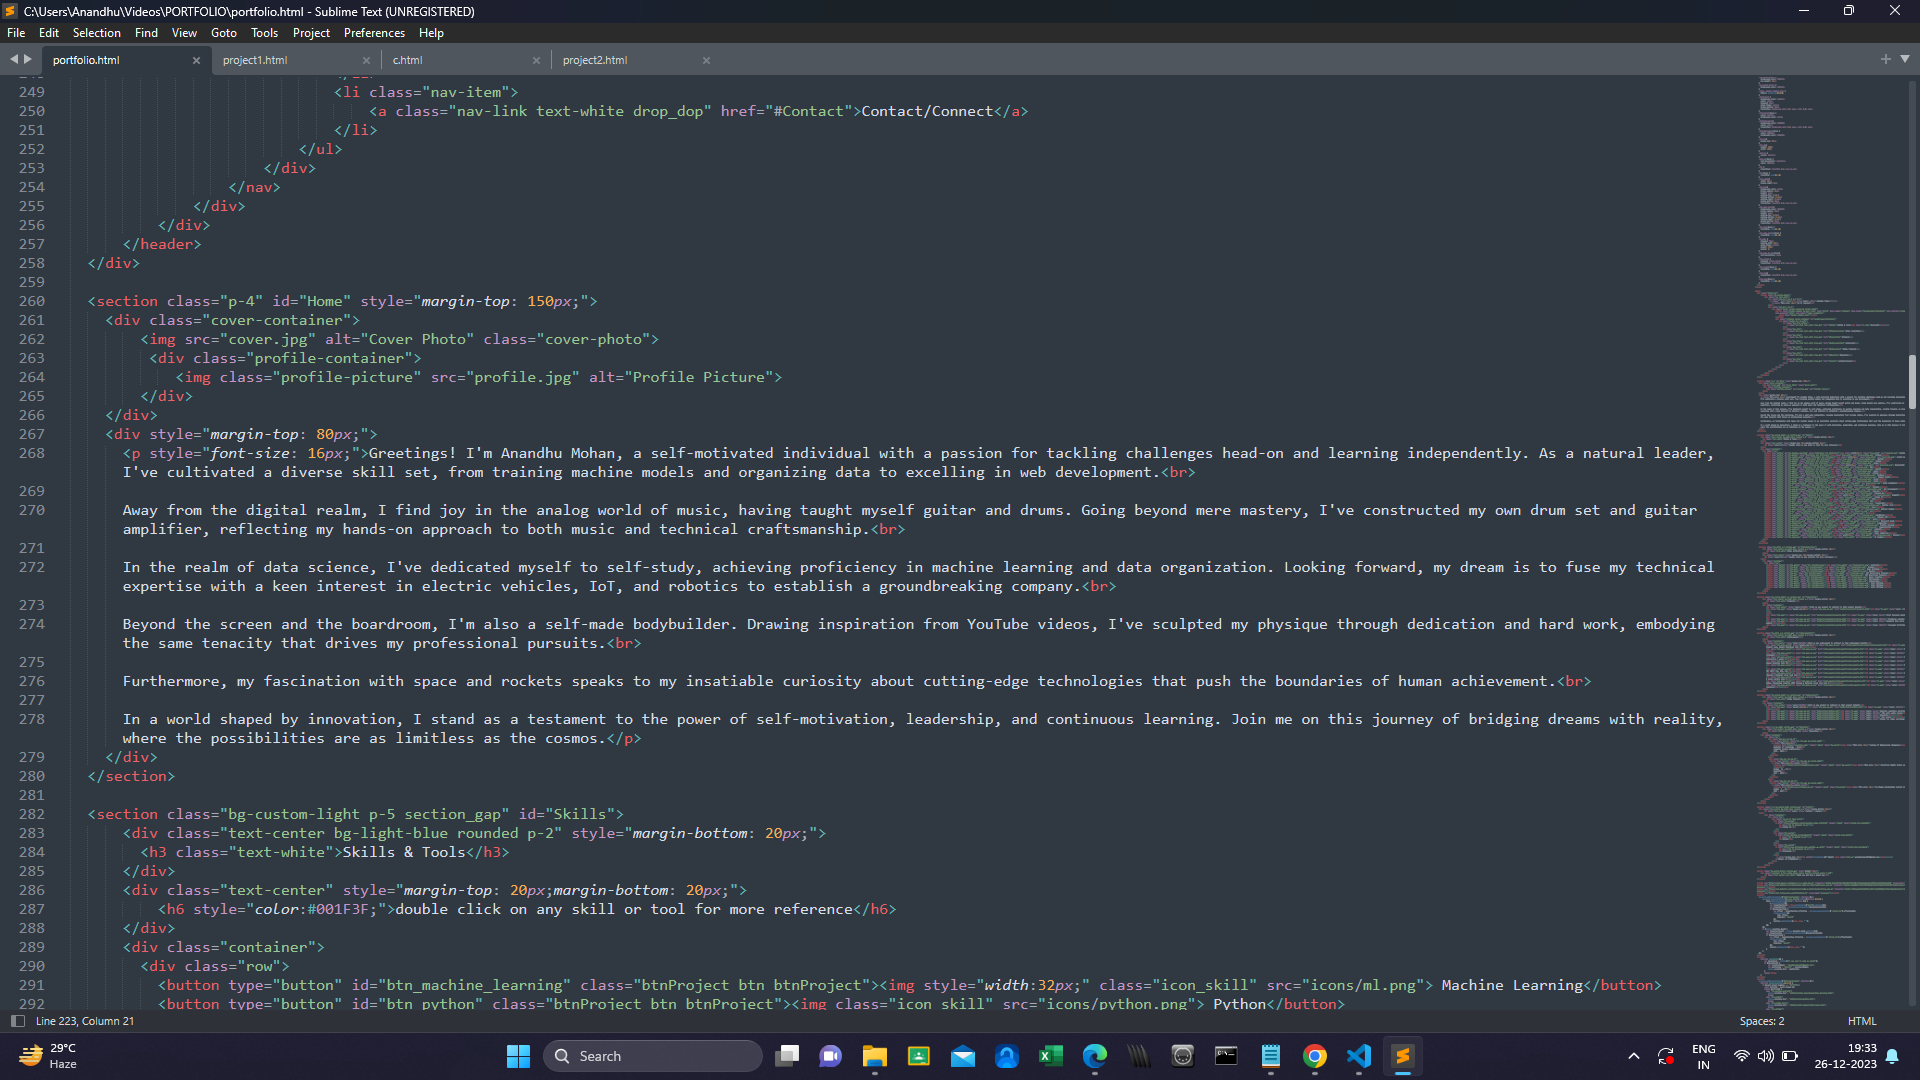 C:\Users\Anandhu\Videos\PORTFOLIO\portfolio.html - Sublime Text (UNREGISTERED)
File Edit Selection Find View Goto Tools Project Preferences Help
portfolio.html project1.html c.html project2.html
249 <li class="nav-item">
250 <a class="nav-link text-white drop_dop" href="#Contact">Contact/Connect</a>
251 </li>
252 </ul>
253 </div>
254 </nav>
255 </div>
256 </div>
257 </header>
258 </div>
259
260 <section class="p-4" id="Home" style="margin-top: 150px;">
261 <div class="cover-container">
262 <img src="cover.jpg" alt="Cover Photo" class="cover-photo">
263 <div class="profile-container">
264 <img class="profile-picture" src="profile.jpg" alt="Profile Picture">
265 </div>
266 </div>
267 <div style="margin-top: 80px;">
268 <p style="font-size: 16px;">Greetings! I'm Anandhu Mohan, a self-motivated individual with a passion for tackling challenges head-on and learning independently. As a natural leader,
I've cultivated a diverse skill set, from training machine models and organizing data to excelling in web development.<br>
269
270 Away from the digital realm, I find joy in the analog world of music, having taught myself guitar and drums. Going beyond mere mastery, I've constructed my own drum set and guitar
amplifier, reflecting my hands-on approach to both music and technical craftsmanship.<br>
271
272 In the realm of data science, I've dedicated myself to self-study, achieving proficiency in machine learning and data organization. Looking forward, my dream is to fuse my technical
expertise with a keen interest in electric vehicles, IoT, and robotics to establish a groundbreaking company.<br>
273
274 Beyond the screen and the boardroom, I'm also a self-made bodybuilder. Drawing inspiration from YouTube videos, I've sculpted my physique through dedication and hard work, embodying
the same tenacity that drives my professional pursuits.<br>
275
276 Furthermore, my fascination with space and rockets speaks to my insatiable curiosity about cutting-edge technologies that push the boundaries of human achievement.<br>
277
278 In a world shaped by innovation, I stand as a testament to the power of self-motivation, leadership, and continuous learning. Join me on this journey of bridging dreams with reality,
where the possibilities are as limitless as the cosmos.</p>
279 </div>
280 </section>
281
282 <section class="bg-custom-light p-5 section_gap" id="Skills">
283 <div class="text-center bg-light-blue rounded p-2" style="margin-bottom: 20px;">
284 <h3 class="text-white">Skills & Tools</h3>
285 </div>
286 <div class="text-center" style="margin-top: 20px;margin-bottom: 20px;">
287 <h6 style="color:#001F3F;">double click on any skill or tool for more reference</h6>
288 </div>
289 <div class="container">
290 <div class="row">
291 <button type="button" id="btn_machine_learning" class="btnProject btn btnProject"><img style="width:32px;" class="icon_skill" src="icons/ml.png"> Machine Learning</button>
292 <button type="button" id="btn_python" class="btnProject btn btnProject"><img class="icon_skill" src="icons/python.png"> Python</button>
Line 223, Column 21 Spaces: 2 HTML
29°C
Haze
Search
ENG
IN
19:33
26-12-2023